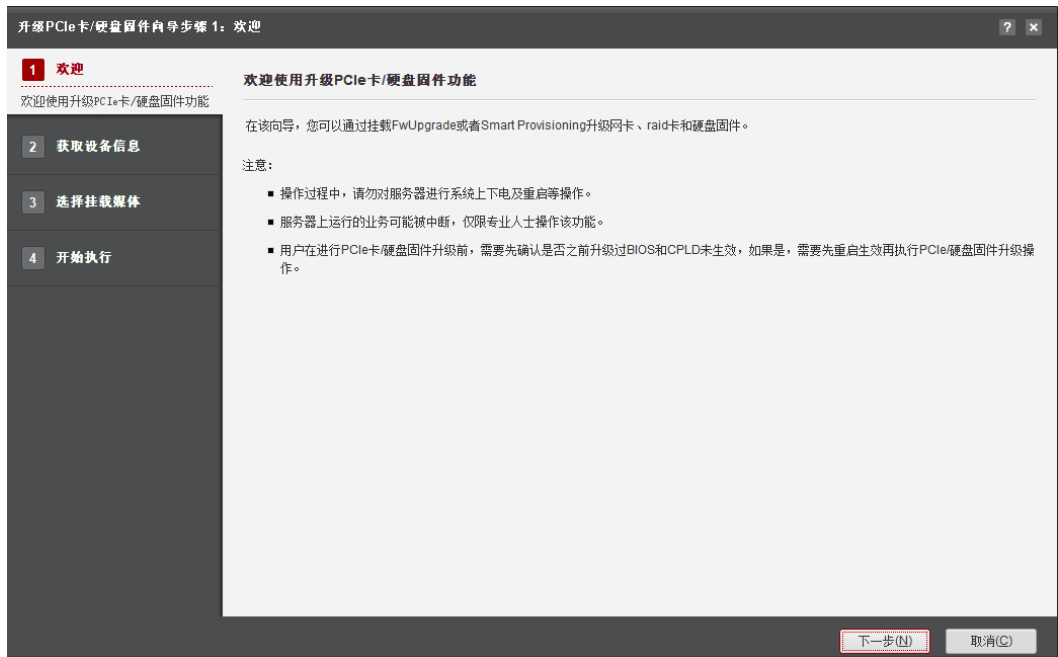 升级PCIe卡/硬盘固件向导步骤 1：欢迎
? ×
1 欢迎
欢迎使用升级PCIe卡/硬盘固件功能
2 获取设备信息
3 选择挂载媒体
4 开始执行
欢迎使用升级PCIe卡/硬盘固件功能
在该向导，您可以通过挂载FwUpgrade或者Smart Provisioning升级网卡、raid卡和硬盘固件。
注意：
■ 操作过程中，请勿对服务器进行系统上下电及重启等操作。
■ 服务器上运行的业务可能被中断，仅限专业人士操作该功能。
■ 用户在进行PCIe卡/硬盘固件升级前，需要先确认是否之前升级过BIOS和CPLD未生效，如果是，需要先重启生效再执行PCIe/硬盘固件升级操
作。
下一步(N)
取消(C)